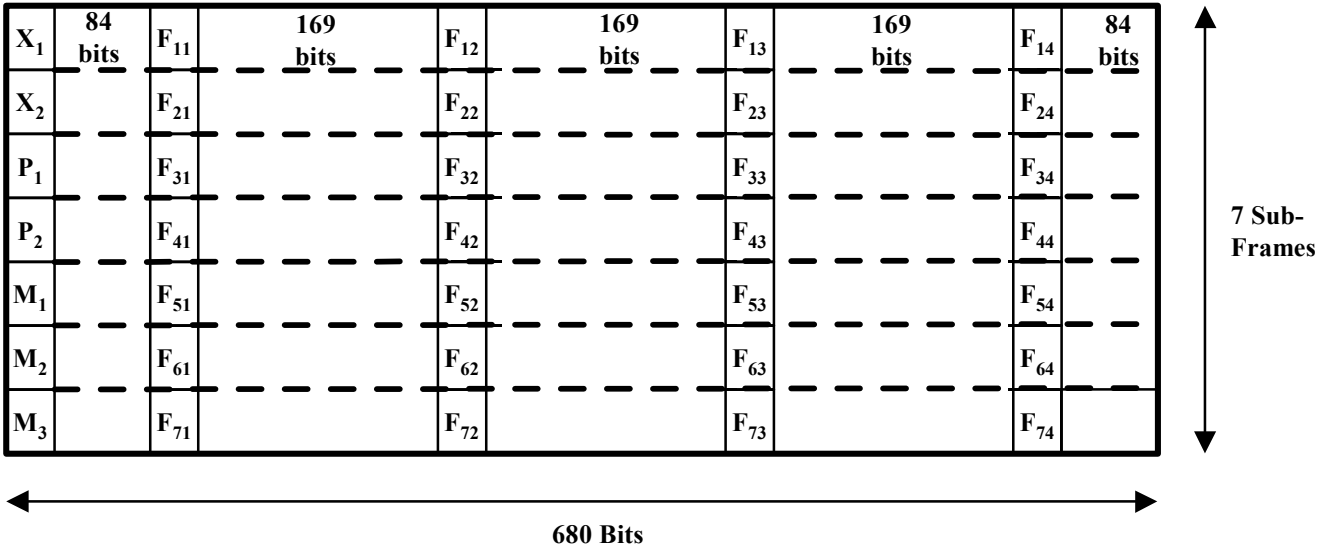 X1 84 bits F11 169 bits F12 169 bits F13 169 bits F14 84 bits
X2 F21 F22 F23 F24
P1 F31 F32 F33 F34
P2 F41 F42 F43 F44
M1 F51 F52 F53 F54
M2 F61 F62 F63 F64
M3 F71 F72 F73 F74
7 Sub-
Frames
680 Bits